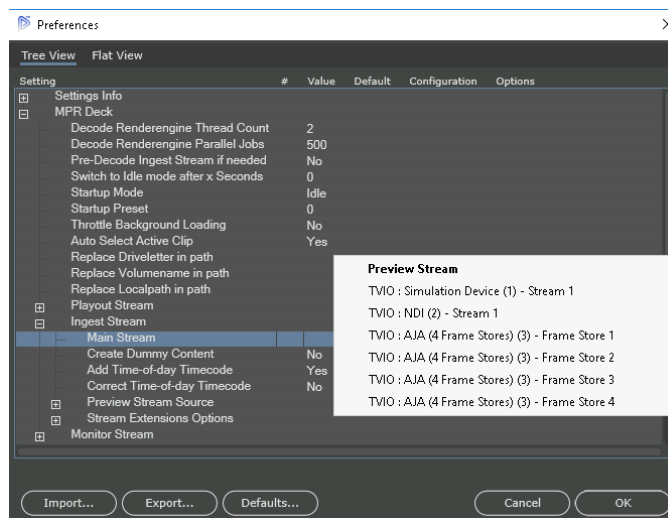 Preferences
Tree View Flat View
Setting # Value Default Configuration Options
Settings Info
MPR Deck
Decode Renderengine Thread Count 2
Decode Renderengine Parallel Jobs 500
Pre-Decode Ingest Stream if needed No
Switch to Idle mode after x Seconds 0
Startup Mode Idle
Startup Preset 0
Throttle Background Loading No
Auto Select Active Clip Yes
Replace Driveletter in path
Replace Volumename in path
Replace Localpath in path
Playout Stream
Ingest Stream
Main Stream
Create Dummy Content No
Add Time-of-day Timecode Yes
Correct Time-of-day Timecode No
Preview Stream Source
Stream Extensions Options
Monitor Stream
Preview Stream
TVIO : Simulation Device (1) - Stream 1
TVIO : NDI (2) - Stream 1
TVIO : AJA (4 Frame Stores) (3) - Frame Store 1
TVIO : AJA (4 Frame Stores) (3) - Frame Store 2
TVIO : AJA (4 Frame Stores) (3) - Frame Store 3
TVIO : AJA (4 Frame Stores) (3) - Frame Store 4
Import... Export... Defaults... Cancel OK